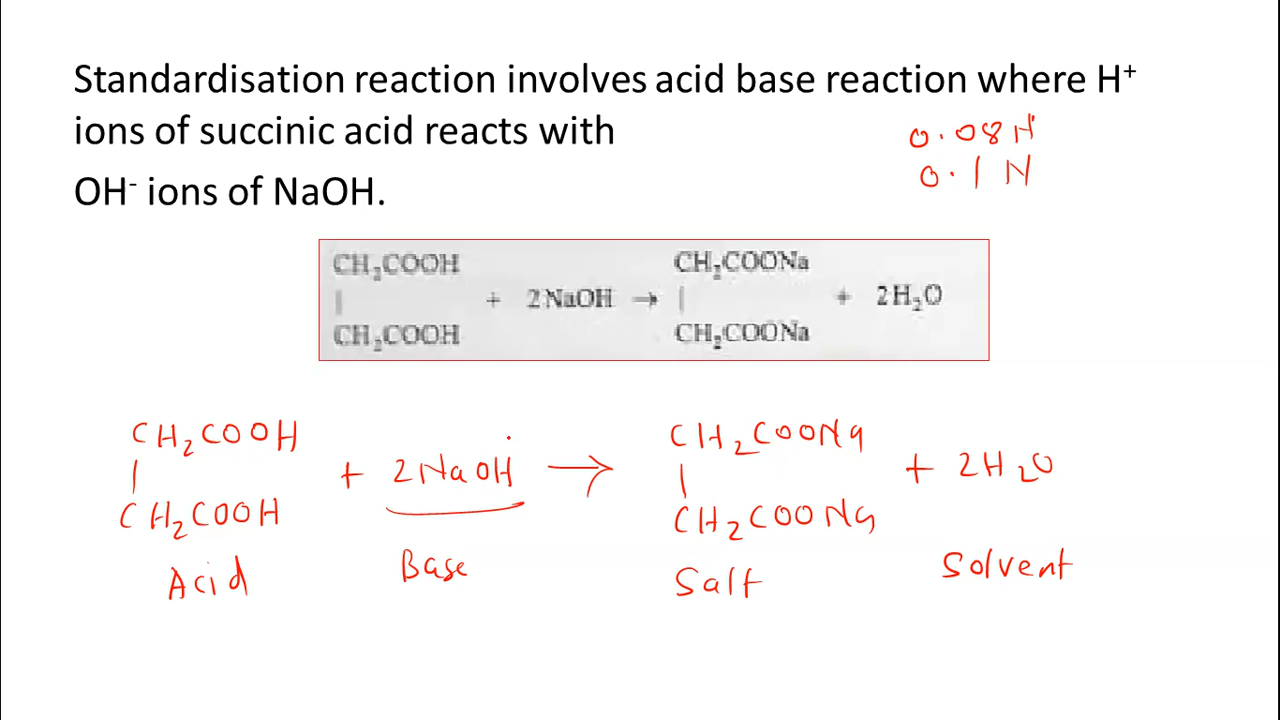 Standardisation reaction involves acid base reaction where H⁺
ions of succinic acid reacts with
0.08 N
0.1 N
OH⁻ ions of NaOH.
CH₂COOH CH₂COONa
| + 2NaOH → | + 2H₂O
CH₂COOH CH₂COONa
CH₂COOH CH₂COONa
| + 2NaOH → | + 2H₂O
CH₂COOH CH₂COONa
Acid Base Salt Solvent